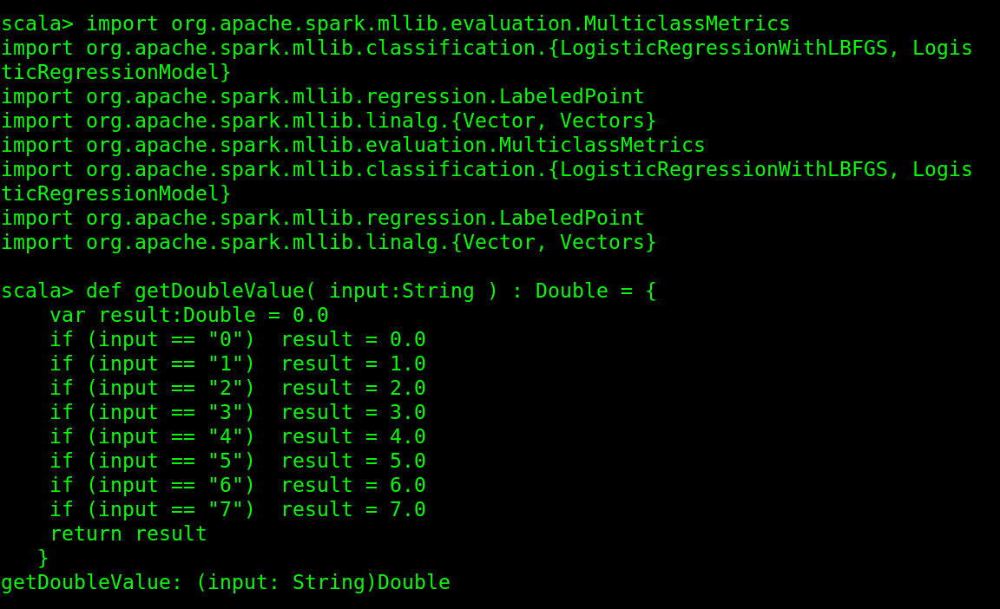 scala> import org.apache.spark.mllib.evaluation.MulticlassMetrics
import org.apache.spark.mllib.classification.{LogisticRegressionWithLBFGS, Logis
ticRegressionModel}
import org.apache.spark.mllib.regression.LabeledPoint
import org.apache.spark.mllib.linalg.{Vector, Vectors}
import org.apache.spark.mllib.evaluation.MulticlassMetrics
import org.apache.spark.mllib.classification.{LogisticRegressionWithLBFGS, Logis
ticRegressionModel}
import org.apache.spark.mllib.regression.LabeledPoint
import org.apache.spark.mllib.linalg.{Vector, Vectors}

scala> def getDoubleValue( input:String ) : Double = {
    var result:Double = 0.0
    if (input == "0")  result = 0.0
    if (input == "1")  result = 1.0
    if (input == "2")  result = 2.0
    if (input == "3")  result = 3.0
    if (input == "4")  result = 4.0
    if (input == "5")  result = 5.0
    if (input == "6")  result = 6.0
    if (input == "7")  result = 7.0
    return result
   }
getDoubleValue: (input: String)Double